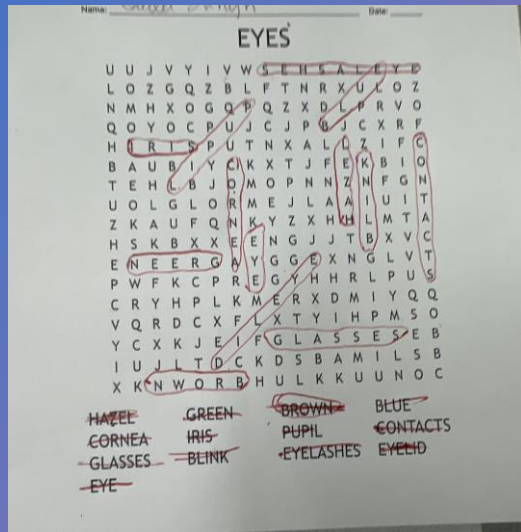 Name:
Date:
EYES
U U J V Y I V W S E H S A L E Y E
L O Z G Q Z B L F T N R X U L O Z
N M H X O G Q P Q Z X D L P R V O
Q O Y O C P U J C J P B J C X R F
H I R I S P U T N X A L L Z I F C
B A U B I Y C K X T J F E K B I O
T E H L B J O M O P N N Z N F G N
U O L G L O R M E J L A A I U I T
Z K A U F Q N K Y Z X H H L M T A
H S K B X X E E N G J J T B X V C
E N E E R G A Y G G E X N G L V T
P W F K C P R E G Y H H R L P U S
C R Y H P L K M E R X D M I Y Q Q
V Q R D C X F L X T Y I H P M S O
Y C X K J E I F G L A S S E S E B
I U J L T D C K D S B A M I L S B
X K N W O R B H U L K K U U N O C
HAZEL GREEN BROWN BLUE
CORNEA IRIS PUPIL CONTACTS
GLASSES BLINK EYELASHES EYELID
EYE